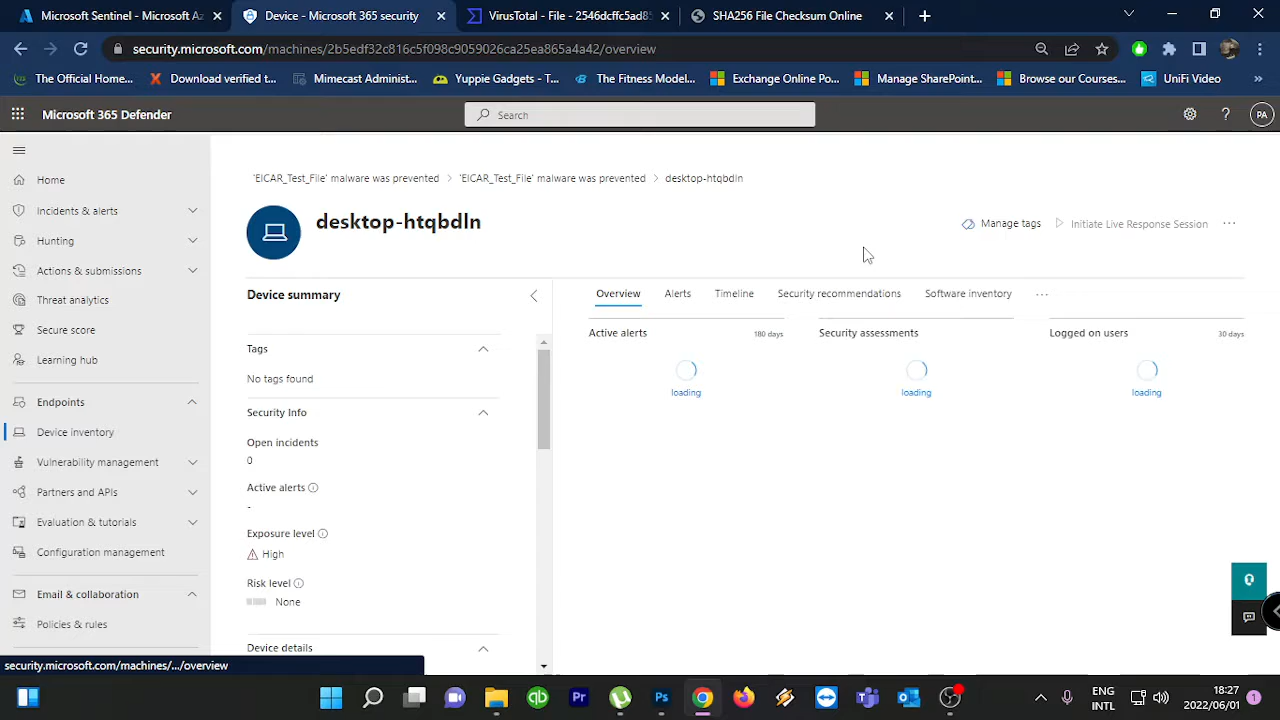 Microsoft Sentinel - Microsoft Az
Device - Microsoft 365 security
VirusTotal - File - 2546dcffc5ad85
SHA256 File Checksum Online
security.microsoft.com/machines/2b5edf32c816c5f098c9059026ca25ea865a4a42/overview
The Official Home...
Download verified t...
Mimecast Administ...
Yuppie Gadgets - T...
The Fitness Model...
Exchange Online Po...
Manage SharePoint...
Browse our Courses...
UniFi Video
»
Microsoft 365 Defender
Search
PA
'EICAR_Test_File' malware was prevented > 'EICAR_Test_File' malware was prevented > desktop-htqbdln
desktop-htqbdln
Manage tags
Initiate Live Response Session
...
Home
Incidents & alerts
Hunting
Actions & submissions
Threat analytics
Secure score
Learning hub
Endpoints
Device inventory
Vulnerability management
Partners and APIs
Evaluation & tutorials
Configuration management
Email & collaboration
Policies & rules
Device summary
Tags
No tags found
Security Info
Open incidents
0
Active alerts
-
Exposure level
High
Risk level
None
Device details
Overview
Alerts
Timeline
Security recommendations
Software inventory
...
Active alerts
180 days
loading
Security assessments
loading
Logged on users
30 days
loading
security.microsoft.com/machines/.../overview
qb
Pr
Ps
ENG
INTL
18:27
2022/06/01
1